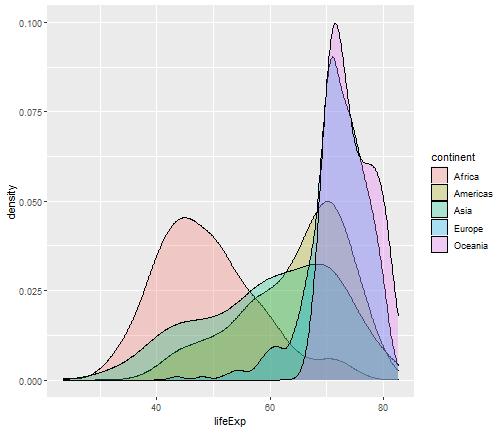 0.100
0.075
0.050
0.025
0.000
density
40 60 80
lifeExp
continent
Africa
Americas
Asia
Europe
Oceania